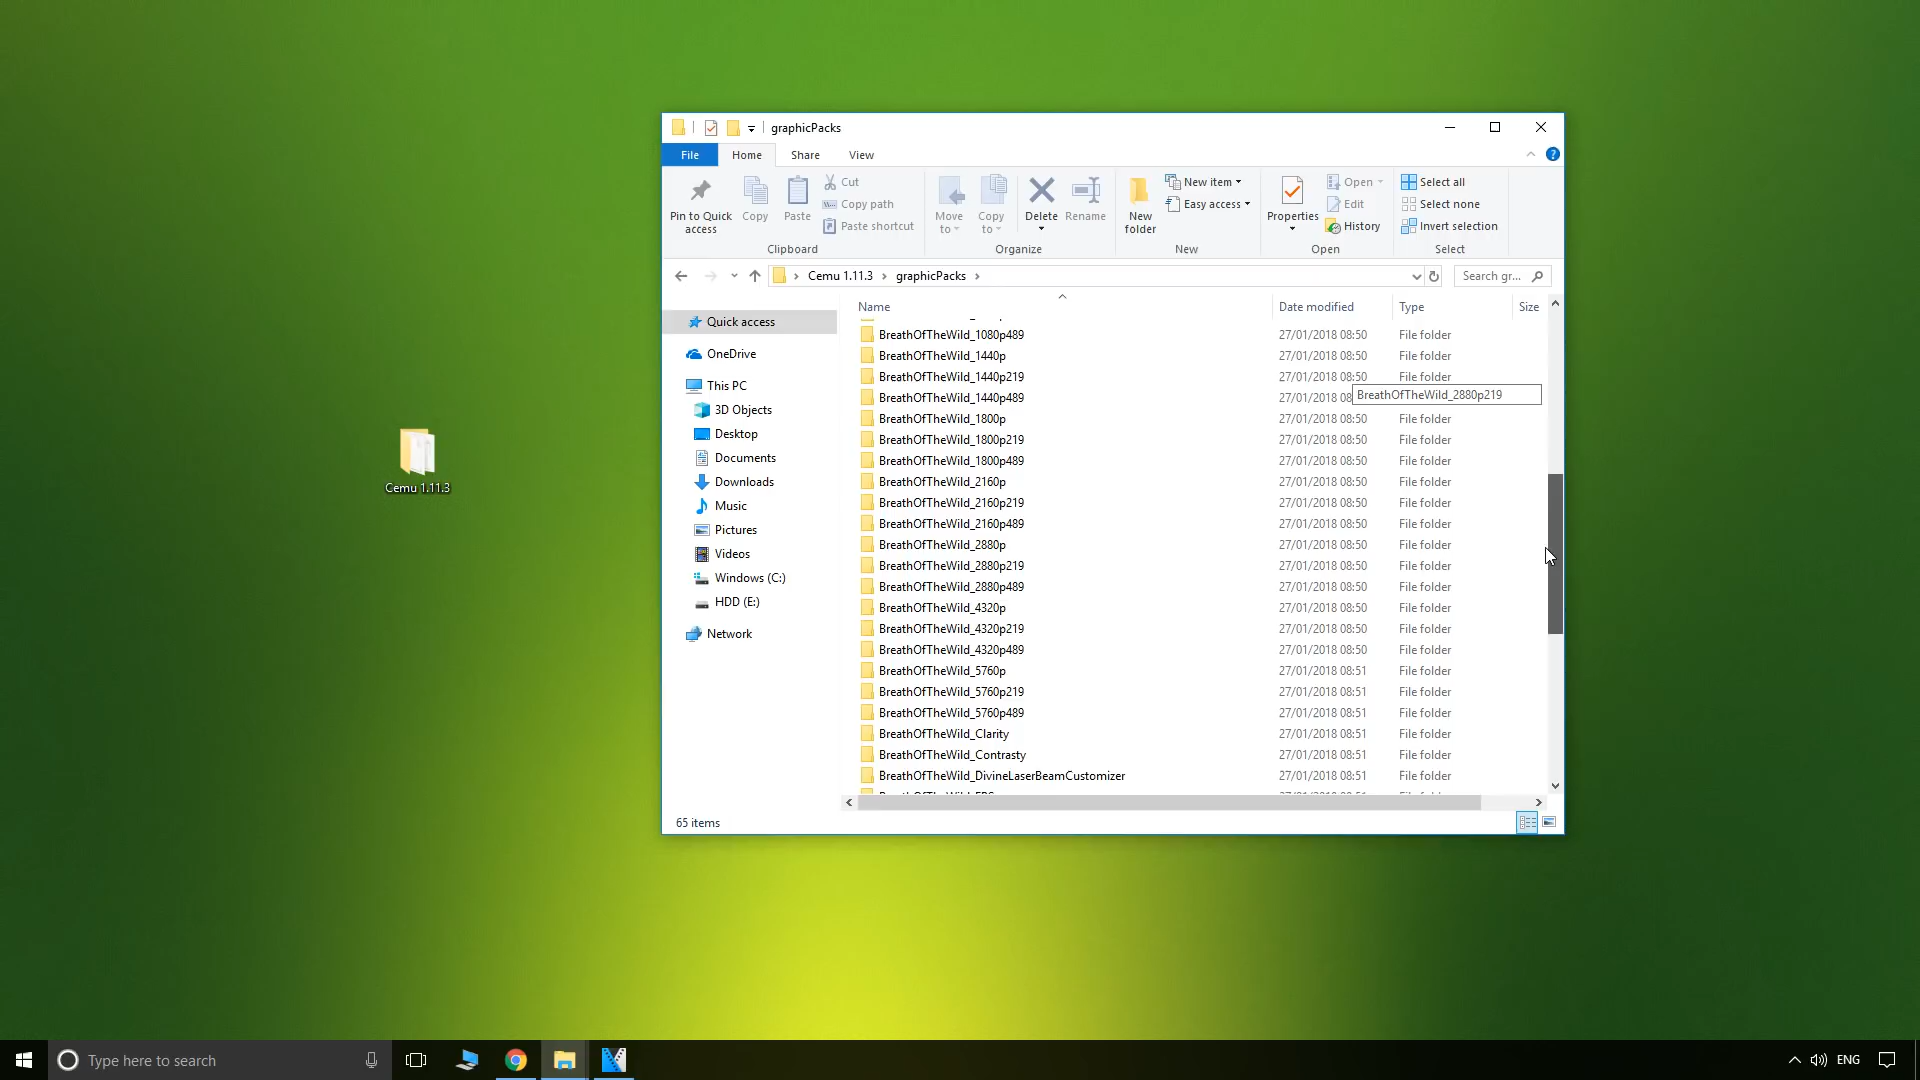 graphicPacks
File Home Share View
Pin to Quick access
Copy
Paste
Cut
Copy path
Paste shortcut
Clipboard
Move to
Copy to
Delete
Rename
Organize
New folder
New item
Easy access
New
Properties
Open
Edit
History
Open
Select all
Select none
Invert selection
Select
Cemu 1.11.3 graphicPacks
Search gr...
Quick access
OneDrive
This PC
3D Objects
Desktop
Documents
Downloads
Music
Pictures
Videos
Windows (C:)
HDD (E:)
Network
Name Date modified Type Size
BreathOfTheWild_1080p489 27/01/2018 08:50 File folder
BreathOfTheWild_1440p 27/01/2018 08:50 File folder
BreathOfTheWild_1440p219 27/01/2018 08:50 File folder
BreathOfTheWild_1440p489 27/01/2018 08 BreathOfTheWild_2880p219
BreathOfTheWild_1800p 27/01/2018 08:50 File folder
BreathOfTheWild_1800p219 27/01/2018 08:50 File folder
BreathOfTheWild_1800p489 27/01/2018 08:50 File folder
BreathOfTheWild_2160p 27/01/2018 08:50 File folder
BreathOfTheWild_2160p219 27/01/2018 08:50 File folder
BreathOfTheWild_2160p489 27/01/2018 08:50 File folder
BreathOfTheWild_2880p 27/01/2018 08:50 File folder
BreathOfTheWild_2880p219 27/01/2018 08:50 File folder
BreathOfTheWild_2880p489 27/01/2018 08:50 File folder
BreathOfTheWild_4320p 27/01/2018 08:50 File folder
BreathOfTheWild_4320p219 27/01/2018 08:50 File folder
BreathOfTheWild_4320p489 27/01/2018 08:50 File folder
BreathOfTheWild_5760p 27/01/2018 08:51 File folder
BreathOfTheWild_5760p219 27/01/2018 08:51 File folder
BreathOfTheWild_5760p489 27/01/2018 08:51 File folder
BreathOfTheWild_Clarity 27/01/2018 08:51 File folder
BreathOfTheWild_Contrasty 27/01/2018 08:51 File folder
BreathOfTheWild_DivineLaserBeamCustomizer 27/01/2018 08:51 File folder
65 items
Cemu 1.11.3
Type here to search
ENG